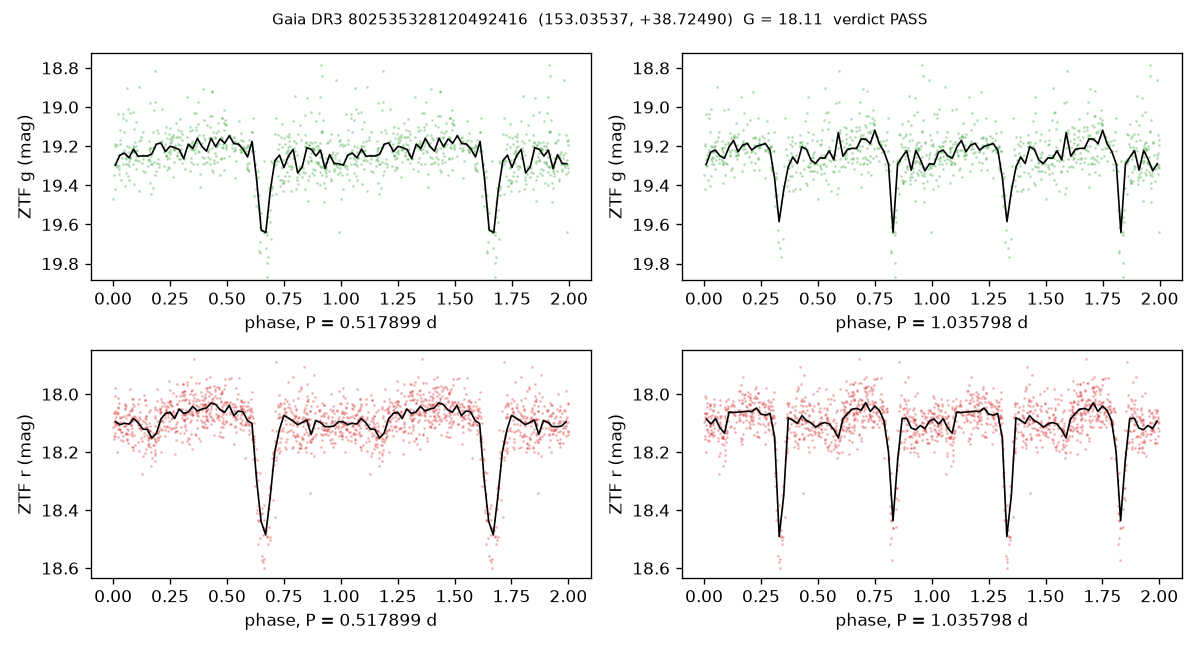 Gaia DR3 802535328120492416 (153.03537, +38.72490) G = 18.11 verdict PASS
ZTF g (mag)
18.8
19.0
19.2
19.4
19.6
19.8
0.00 0.25 0.50 0.75 1.00 1.25 1.50 1.75 2.00
phase, P = 0.517899 d
ZTF g (mag)
18.8
19.0
19.2
19.4
19.6
19.8
0.00 0.25 0.50 0.75 1.00 1.25 1.50 1.75 2.00
phase, P = 1.035798 d
ZTF r (mag)
18.0
18.2
18.4
18.6
0.00 0.25 0.50 0.75 1.00 1.25 1.50 1.75 2.00
phase, P = 0.517899 d
ZTF r (mag)
18.0
18.2
18.4
18.6
0.00 0.25 0.50 0.75 1.00 1.25 1.50 1.75 2.00
phase, P = 1.035798 d